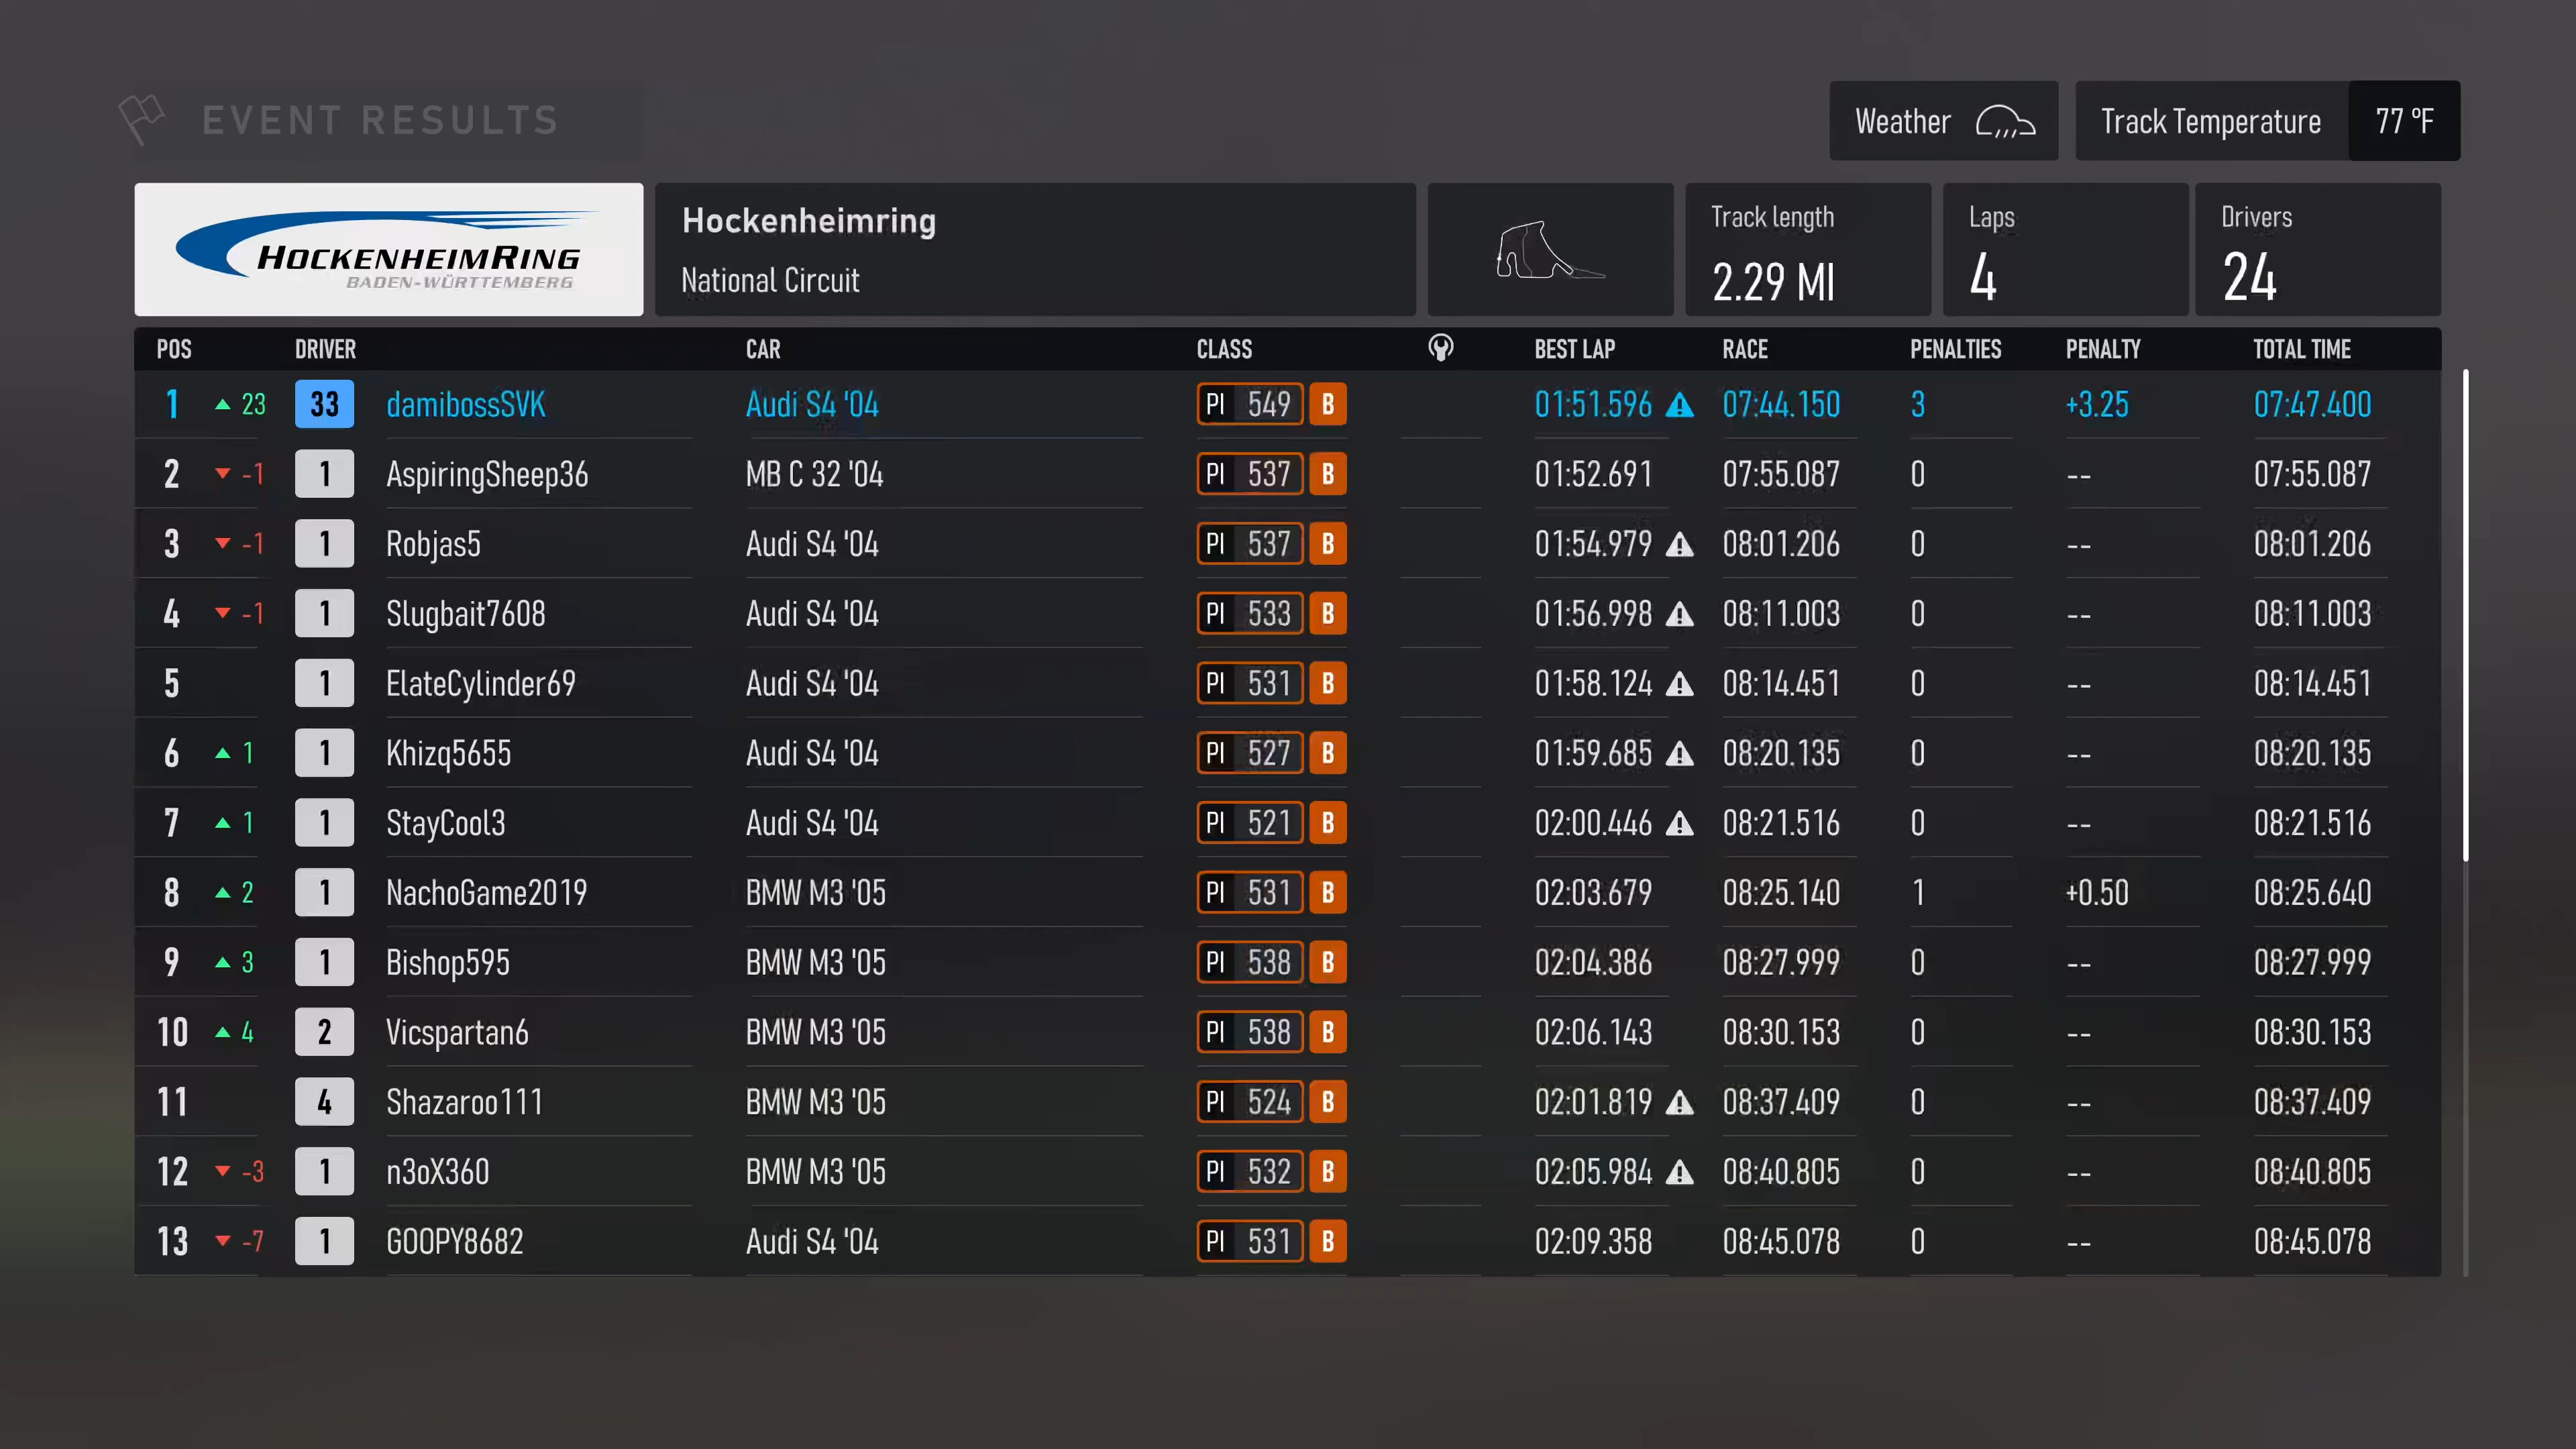 EVENT RESULTS
Weather Track Temperature 77 °F
HOCKENHEIMRING
BADEN-WÜRTTEMBERG
Hockenheimring
National Circuit
Track length
2.29 MI
Laps
4
Drivers
24
POS DRIVER CAR CLASS BEST LAP RACE PENALTIES PENALTY TOTAL TIME
1 23 33 damibossSVK Audi S4 '04 PI 549 B 01:51.596 07:44.150 3 +3.25 07:47.400
2 -1 1 AspiringSheep36 MB C 32 '04 PI 537 B 01:52.691 07:55.087 0 -- 07:55.087
3 -1 1 Robjas5 Audi S4 '04 PI 537 B 01:54.979 08:01.206 0 -- 08:01.206
4 -1 1 Slugbait7608 Audi S4 '04 PI 533 B 01:56.998 08:11.003 0 -- 08:11.003
5 1 ElateCylinder69 Audi S4 '04 PI 531 B 01:58.124 08:14.451 0 -- 08:14.451
6 1 1 Khizq5655 Audi S4 '04 PI 527 B 01:59.685 08:20.135 0 -- 08:20.135
7 1 1 StayCool3 Audi S4 '04 PI 521 B 02:00.446 08:21.516 0 -- 08:21.516
8 2 1 NachoGame2019 BMW M3 '05 PI 531 B 02:03.679 08:25.140 1 +0.50 08:25.640
9 3 1 Bishop595 BMW M3 '05 PI 538 B 02:04.386 08:27.999 0 -- 08:27.999
10 4 2 Vicspartan6 BMW M3 '05 PI 538 B 02:06.143 08:30.153 0 -- 08:30.153
11 4 Shazaroo111 BMW M3 '05 PI 524 B 02:01.819 08:37.409 0 -- 08:37.409
12 -3 1 n3oX360 BMW M3 '05 PI 532 B 02:05.984 08:40.805 0 -- 08:40.805
13 -7 1 GOOPY8682 Audi S4 '04 PI 531 B 02:09.358 08:45.078 0 -- 08:45.078